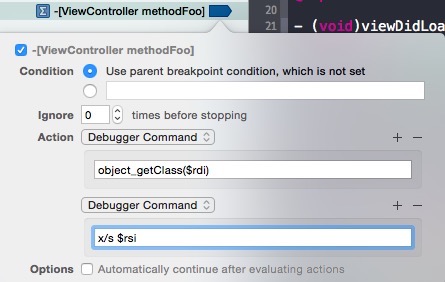 -[ViewController methodFoo]
20
21 - (void)viewDidLoa
-[ViewController methodFoo]
Condition Use parent breakpoint condition, which is not set
Ignore 0 times before stopping
Action Debugger Command + −
object_getClass($rdi)
Debugger Command + −
x/s $rsi
Options Automatically continue after evaluating actions